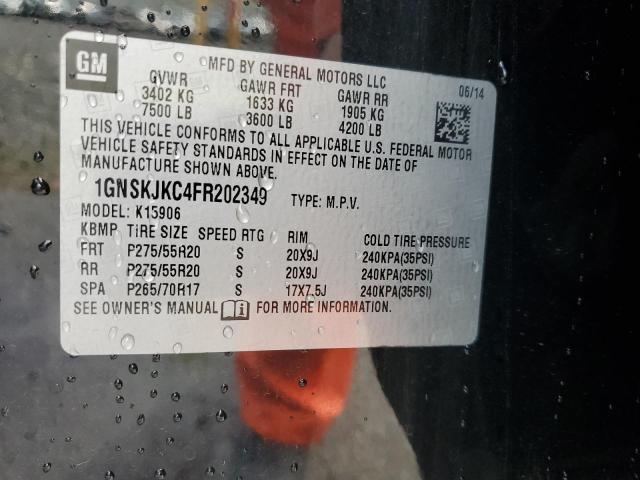 GM
MFD BY GENERAL MOTORS LLC
GVWR GAWR FRT GAWR RR 06/14
3402 KG 1633 KG 1905 KG
7500 LB 3600 LB 4200 LB
THIS VEHICLE CONFORMS TO ALL APPLICABLE U.S. FEDERAL MOTOR
VEHICLE SAFETY STANDARDS IN EFFECT ON THE DATE OF
MANUFACTURE SHOWN ABOVE.
1GNSKJKC4FR202349 TYPE: M.P.V.
MODEL: K15906
KBMP TIRE SIZE SPEED RTG RIM COLD TIRE PRESSURE
FRT P275/55R20 S 20X9J 240KPA(35PSI)
RR P275/55R20 S 20X9J 240KPA(35PSI)
SPA P265/70R17 S 17X7.5J 240KPA(35PSI)
SEE OWNER'S MANUAL FOR MORE INFORMATION.